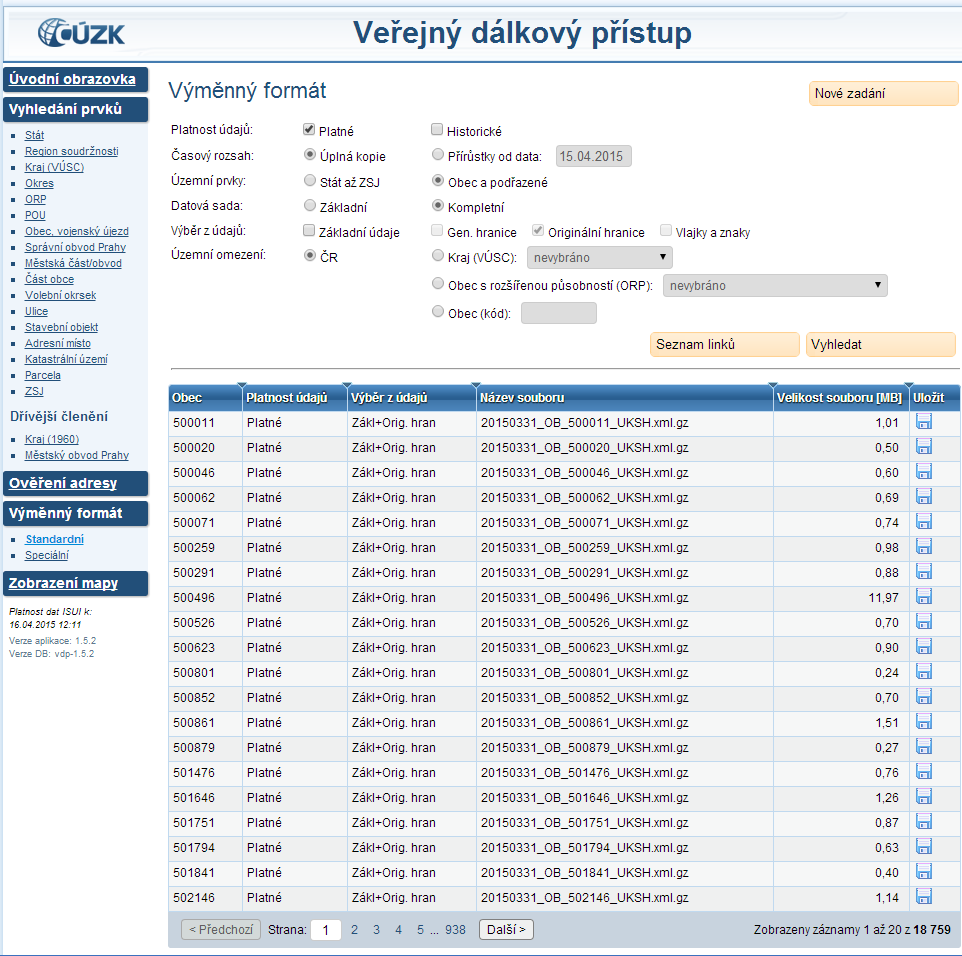 ČÚZK
Veřejný dálkový přístup
Úvodní obrazovka
Vyhledání prvků
Stát
Region soudržnosti
Kraj (VÚSC)
Okres
ORP
POU
Obec, vojenský újezd
Správní obvod Prahy
Městská část/obvod
Část obce
Volební okrsek
Ulice
Stavební objekt
Adresní místo
Katastrální území
Parcela
ZSJ
Dřívější členění
Kraj (1960)
Městský obvod Prahy
Ověření adresy
Výměnný formát
Standardní
Speciální
Zobrazení mapy
Platnost dat ISUI k:
16.04.2015 12:11
Verze aplikace: 1.5.2
Verze DB: vdp-1.5.2
Výměnný formát
Nové zadání
Platnost údajů: Platné Historické
Časový rozsah: Úplná kopie Přírůstky od data: 15.04.2015
Územní prvky: Stát až ZSJ Obec a podřazené
Datová sada: Základní Kompletní
Výběr z údajů: Základní údaje Gen. hranice Originální hranice Vlajky a znaky
Územní omezení: ČR Kraj (VÚSC): nevybráno
Obec s rozšířenou působností (ORP): nevybráno
Obec (kód):
Seznam linků Vyhledat
Obec Platnost údajů Výběr z údajů Název souboru Velikost souboru [MB] Uložit
500011 Platné Zákl+Orig. hran 20150331_OB_500011_UKSH.xml.gz 1,01
500020 Platné Zákl+Orig. hran 20150331_OB_500020_UKSH.xml.gz 0,50
500046 Platné Zákl+Orig. hran 20150331_OB_500046_UKSH.xml.gz 0,60
500062 Platné Zákl+Orig. hran 20150331_OB_500062_UKSH.xml.gz 0,69
500071 Platné Zákl+Orig. hran 20150331_OB_500071_UKSH.xml.gz 0,74
500259 Platné Zákl+Orig. hran 20150331_OB_500259_UKSH.xml.gz 0,98
500291 Platné Zákl+Orig. hran 20150331_OB_500291_UKSH.xml.gz 0,88
500496 Platné Zákl+Orig. hran 20150331_OB_500496_UKSH.xml.gz 11,97
500526 Platné Zákl+Orig. hran 20150331_OB_500526_UKSH.xml.gz 0,70
500623 Platné Zákl+Orig. hran 20150331_OB_500623_UKSH.xml.gz 0,90
500801 Platné Zákl+Orig. hran 20150331_OB_500801_UKSH.xml.gz 0,24
500852 Platné Zákl+Orig. hran 20150331_OB_500852_UKSH.xml.gz 0,70
500861 Platné Zákl+Orig. hran 20150331_OB_500861_UKSH.xml.gz 1,51
500879 Platné Zákl+Orig. hran 20150331_OB_500879_UKSH.xml.gz 0,27
501476 Platné Zákl+Orig. hran 20150331_OB_501476_UKSH.xml.gz 0,76
501646 Platné Zákl+Orig. hran 20150331_OB_501646_UKSH.xml.gz 1,26
501751 Platné Zákl+Orig. hran 20150331_OB_501751_UKSH.xml.gz 0,87
501794 Platné Zákl+Orig. hran 20150331_OB_501794_UKSH.xml.gz 0,63
501841 Platné Zákl+Orig. hran 20150331_OB_501841_UKSH.xml.gz 0,40
502146 Platné Zákl+Orig. hran 20150331_OB_502146_UKSH.xml.gz 1,14
< Předchozí Strana: 1 2 3 4 5 ... 938 Další > Zobrazeny záznamy 1 až 20 z 18 759